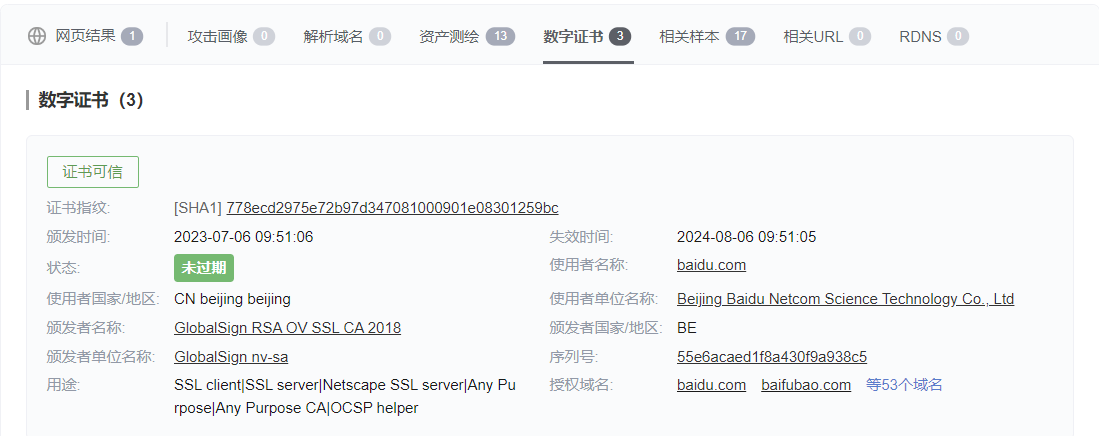 网页结果 1 攻击画像 0 解析域名 0 资产测绘 13 数字证书 3 相关样本 17 相关URL 0 RDNS 0
数字证书（3）
证书可信
证书指纹: [SHA1] 778ecd2975e72b97d347081000901e08301259bc
颁发时间: 2023-07-06 09:51:06 失效时间: 2024-08-06 09:51:05
状态: 未过期 使用者名称: baidu.com
使用者国家/地区: CN beijing beijing 使用者单位名称: Beijing Baidu Netcom Science Technology Co., Ltd
颁发者名称: GlobalSign RSA OV SSL CA 2018 颁发者国家/地区: BE
颁发者单位名称: GlobalSign nv-sa 序列号: 55e6acaed1f8a430f9a938c5
用途: SSL client|SSL server|Netscape SSL server|Any Pu 授权域名: baidu.com baifubao.com 等53个域名
rpose|Any Purpose CA|OCSP helper